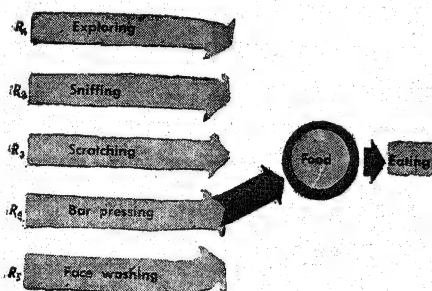 R₁ Exploring
R₂ Sniffing
R₃ Scratching
R₄ Bar pressing
R₅ Face washing
Food
Eating